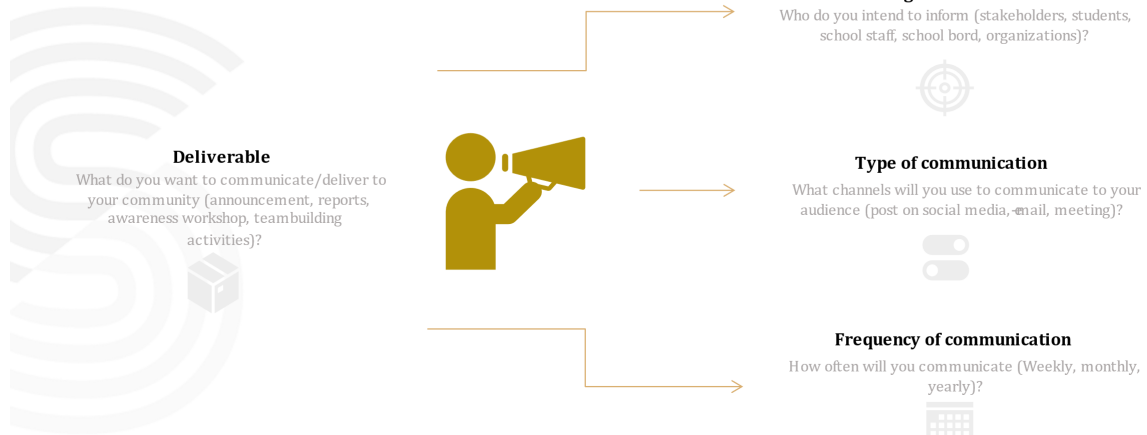 Who do you intend to inform (stakeholders, students,
school staff, school bord, organizations)?
Deliverable
What do you want to communicate/deliver to
your community (announcement, reports,
awareness workshop, teambuilding
activities)?
Type of communication
What channels will you use to communicate to your
audience (post on social media, e-mail, meeting)?
Frequency of communication
How often will you communicate (Weekly, monthly,
yearly)?